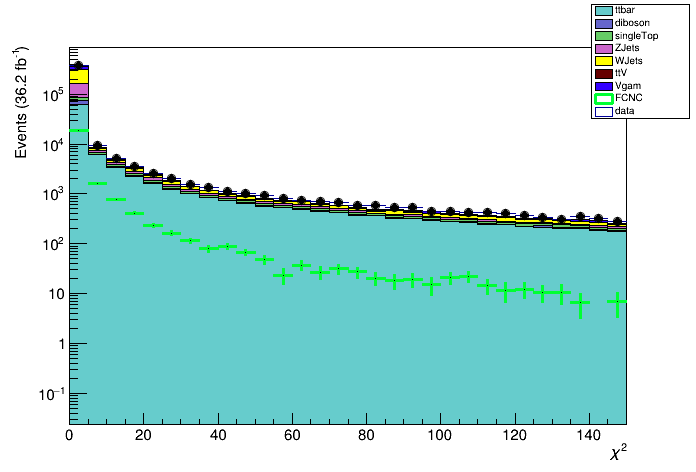 ttbar
diboson
singleTop
ZJets
WJets
ttV
Vgam
FCNC
data
Events (36.2 fb⁻¹)
10⁵
10⁴
10³
10²
10
1
10⁻¹
0 20 40 60 80 100 120 140
χ²